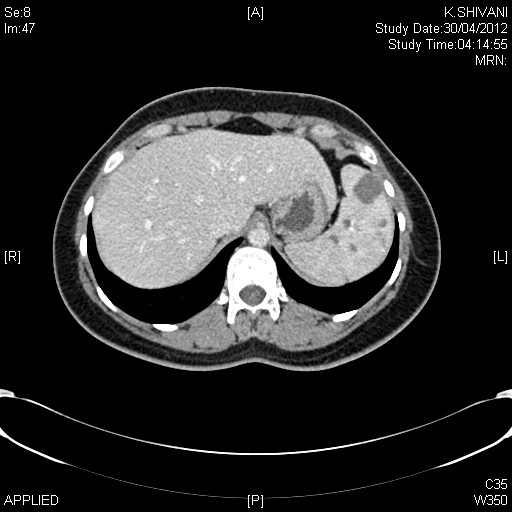 Se:8
Im:47
[A]
K.SHIVANI
Study Date:30/04/2012
Study Time:04:14:55
MRN:
[R]
[L]
APPLIED
[P]
C35
W350